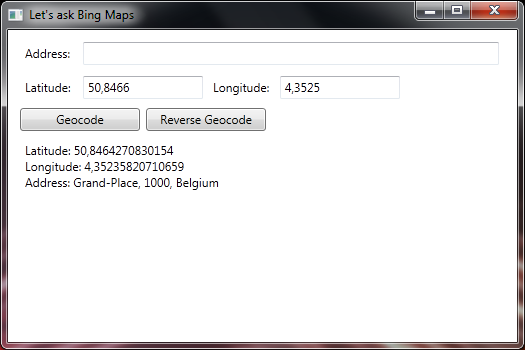 Let's ask Bing Maps
Address:
Latitude: 50,8466 Longitude: 4,3525
Geocode Reverse Geocode
Latitude: 50,8464270830154
Longitude: 4,35235820710659
Address: Grand-Place, 1000, Belgium